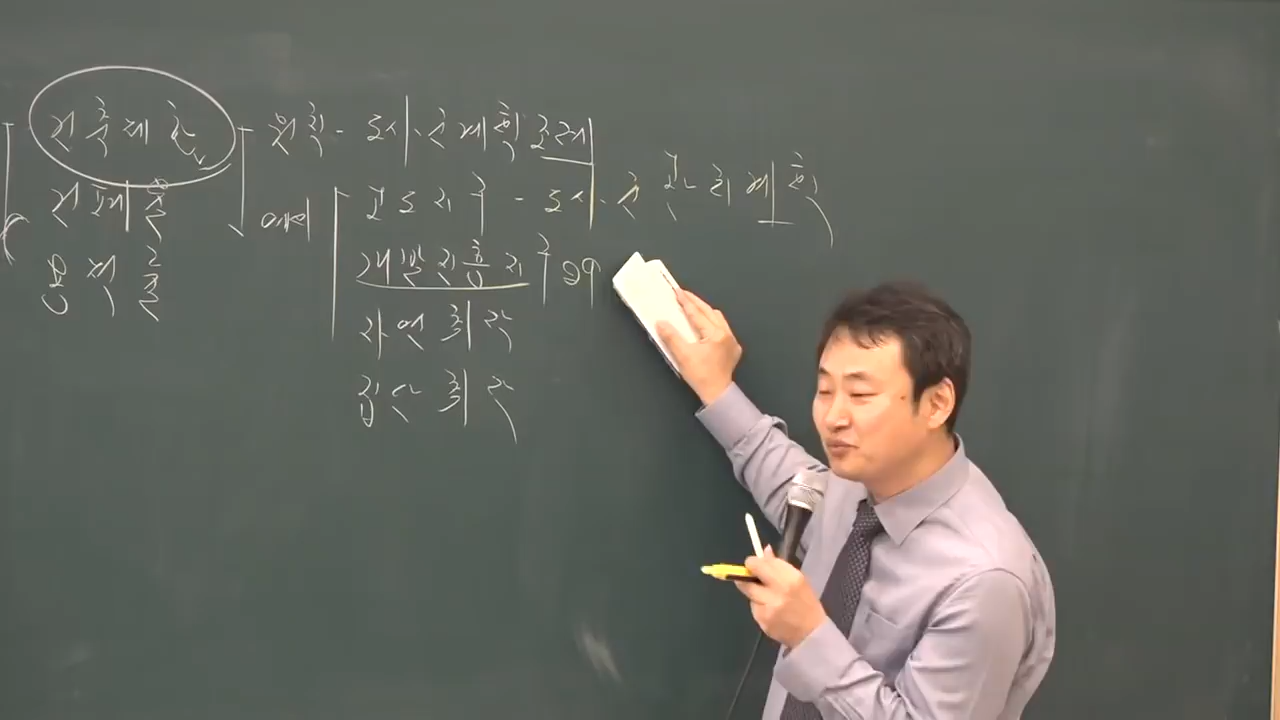 건축제한 원칙 - 도시·군계획조례
건폐율 예외 관도지구 - 도시·군관리계획
용적률 개발진흥지구
자연취락
집단취락